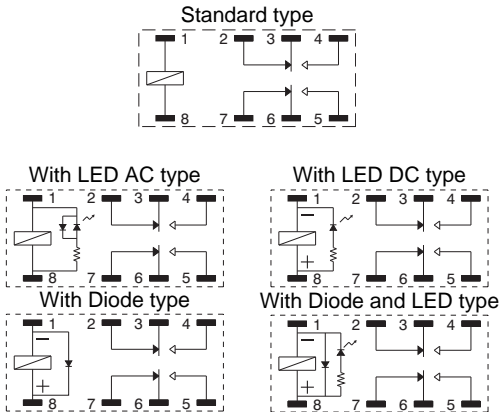 Standard type
1 2 3 4
8 7 6 5
With LED AC type
1 2 3 4
8 7 6 5
With LED DC type
1 2 3 4
−
+
8 7 6 5
With Diode type
1 2 3 4
−
+
8 7 6 5
With Diode and LED type
1 2 3 4
−
+
8 7 6 5